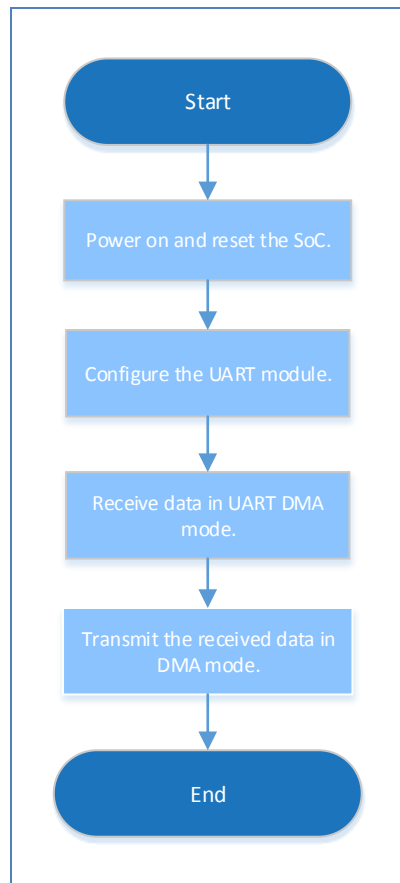 Start
Power on and reset the SoC.
Configure the UART module.
Receive data in UART DMA
mode.
Transmit the received data in
DMA mode.
End